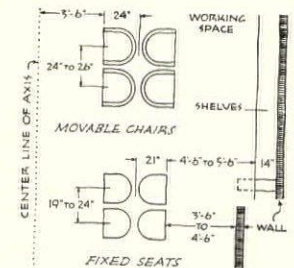 3'-6"
24"
WORKING
SPACE
24" TO 26"
SHELVES
MOVABLE CHAIRS
CENTER LINE OF AXIS
21"
4'-6" TO 5'-6"
14"
19" TO 24"
3'-6"
TO
4'-6"
WALL
FIXED SEATS